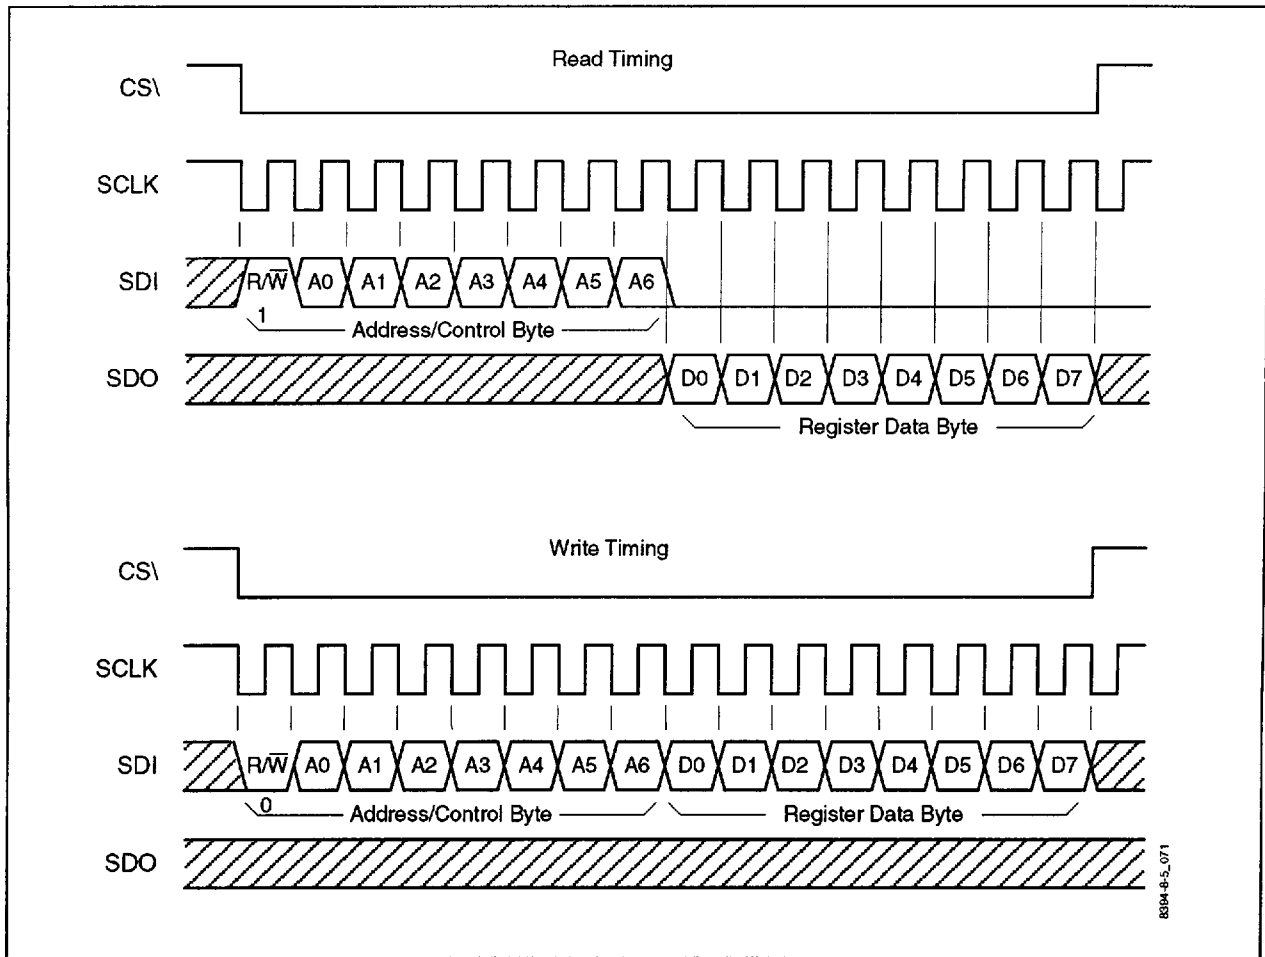 Read Timing
CS\
SCLK
SDI R/W̅ A0 A1 A2 A3 A4 A5 A6
1 Address/Control Byte
SDO D0 D1 D2 D3 D4 D5 D6 D7
Register Data Byte
Write Timing
CS\
SCLK
SDI R/W̅ A0 A1 A2 A3 A4 A5 A6 D0 D1 D2 D3 D4 D5 D6 D7
0 Address/Control Byte Register Data Byte
SDO
8394-8-5_071